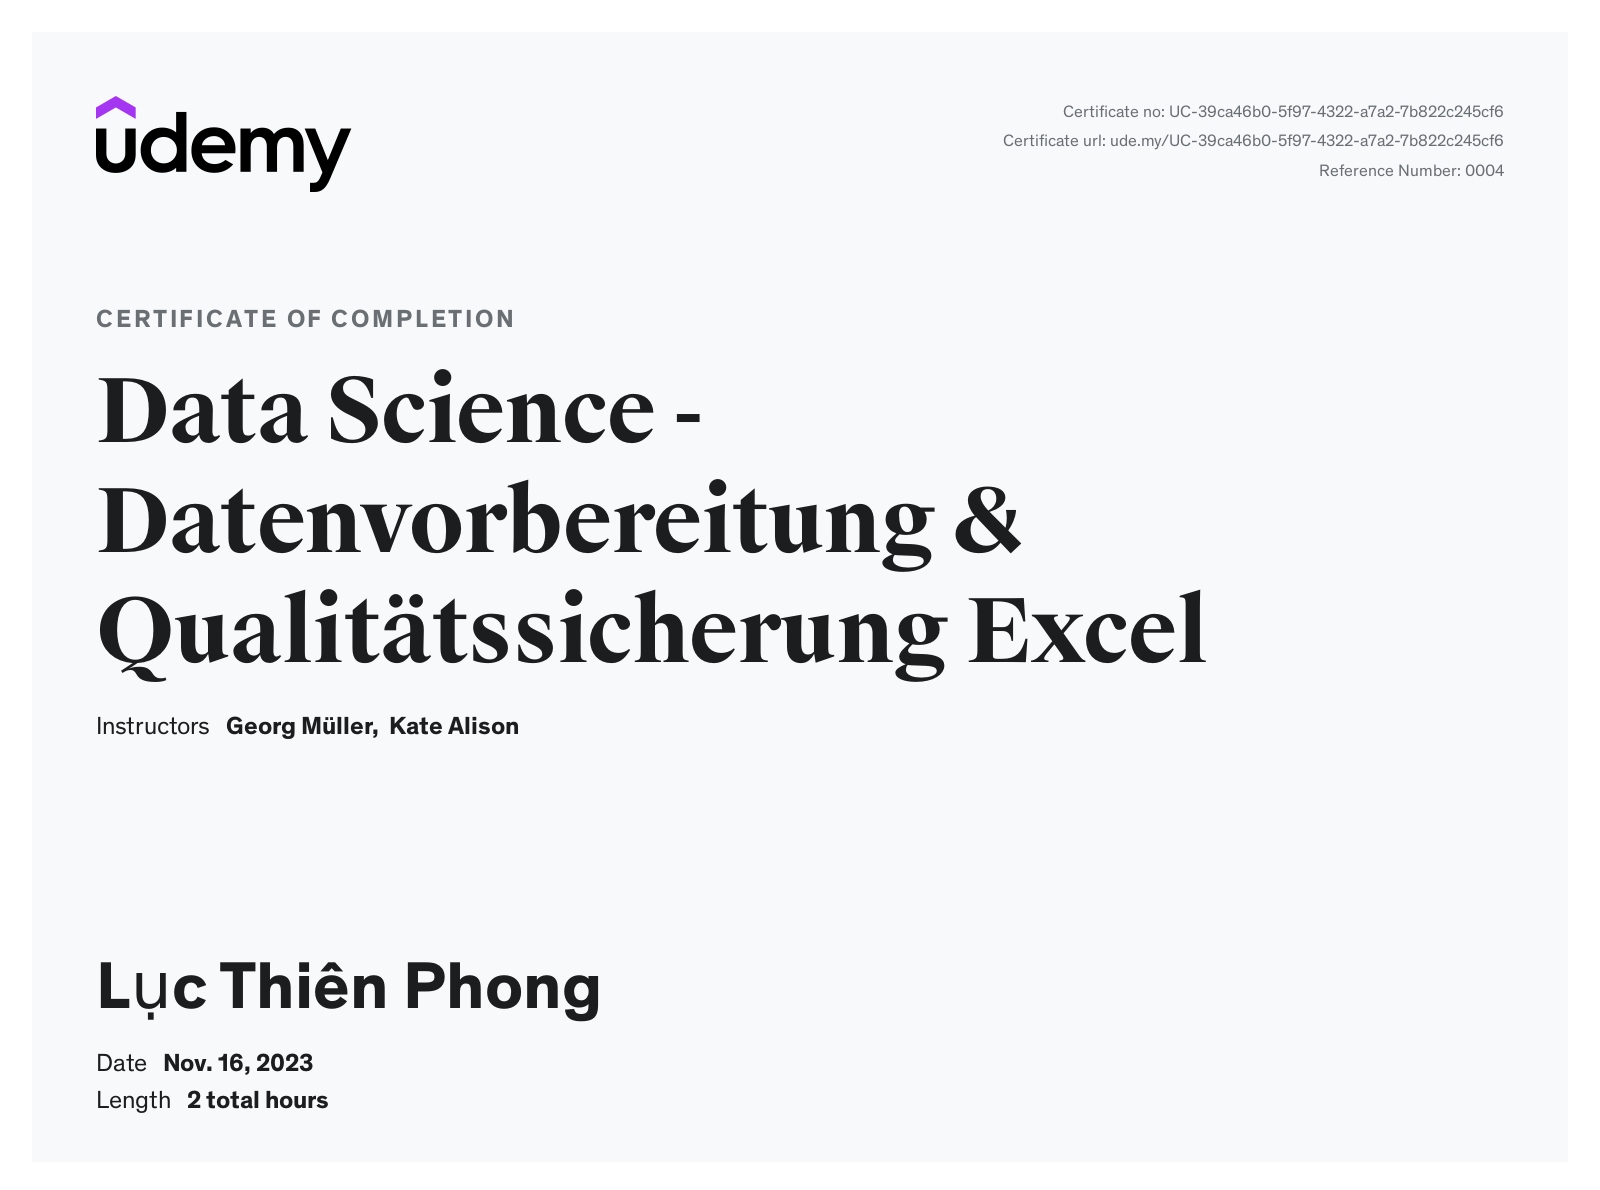 udemy
Certificate no: UC-39ca46b0-5f97-4322-a7a2-7b822c245cf6
Certificate url: ude.my/UC-39ca46b0-5f97-4322-a7a2-7b822c245cf6
Reference Number: 0004
CERTIFICATE OF COMPLETION
Data Science -
Datenvorbereitung &
Qualitätssicherung Excel
Instructors Georg Müller, Kate Alison
Lục Thiên Phong
Date Nov. 16, 2023
Length 2 total hours